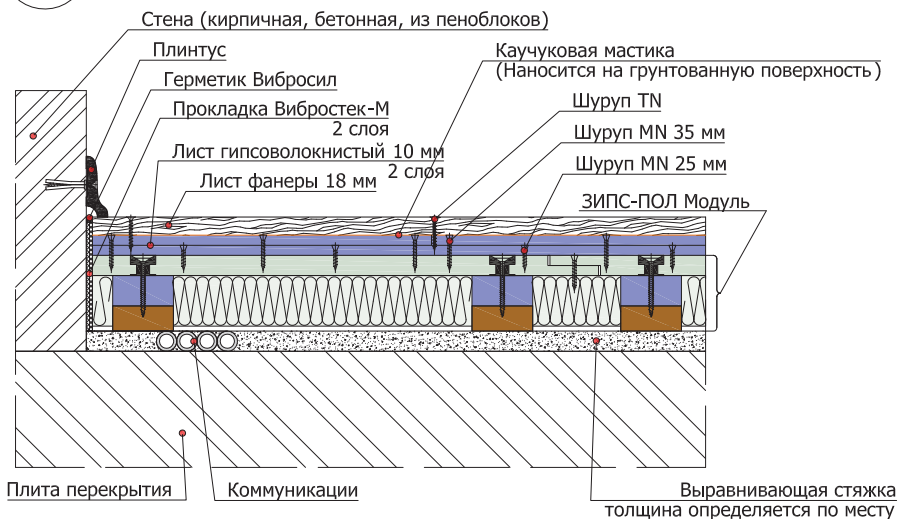 Стена (кирпичная, бетонная, из пеноблоков)
Плинтус
Герметик Вибросил
Прокладка Вибростек-М
2 слоя
Лист гипсоволокнистый 10 мм
2 слоя
Лист фанеры 18 мм
Каучуковая мастика
(Наносится на грунтованную поверхность)
Шуруп TN
Шуруп MN 35 мм
Шуруп MN 25 мм
ЗИПС-ПОЛ Модуль
Плита перекрытия
Коммуникации
Выравнивающая стяжка
толщина определяется по месту